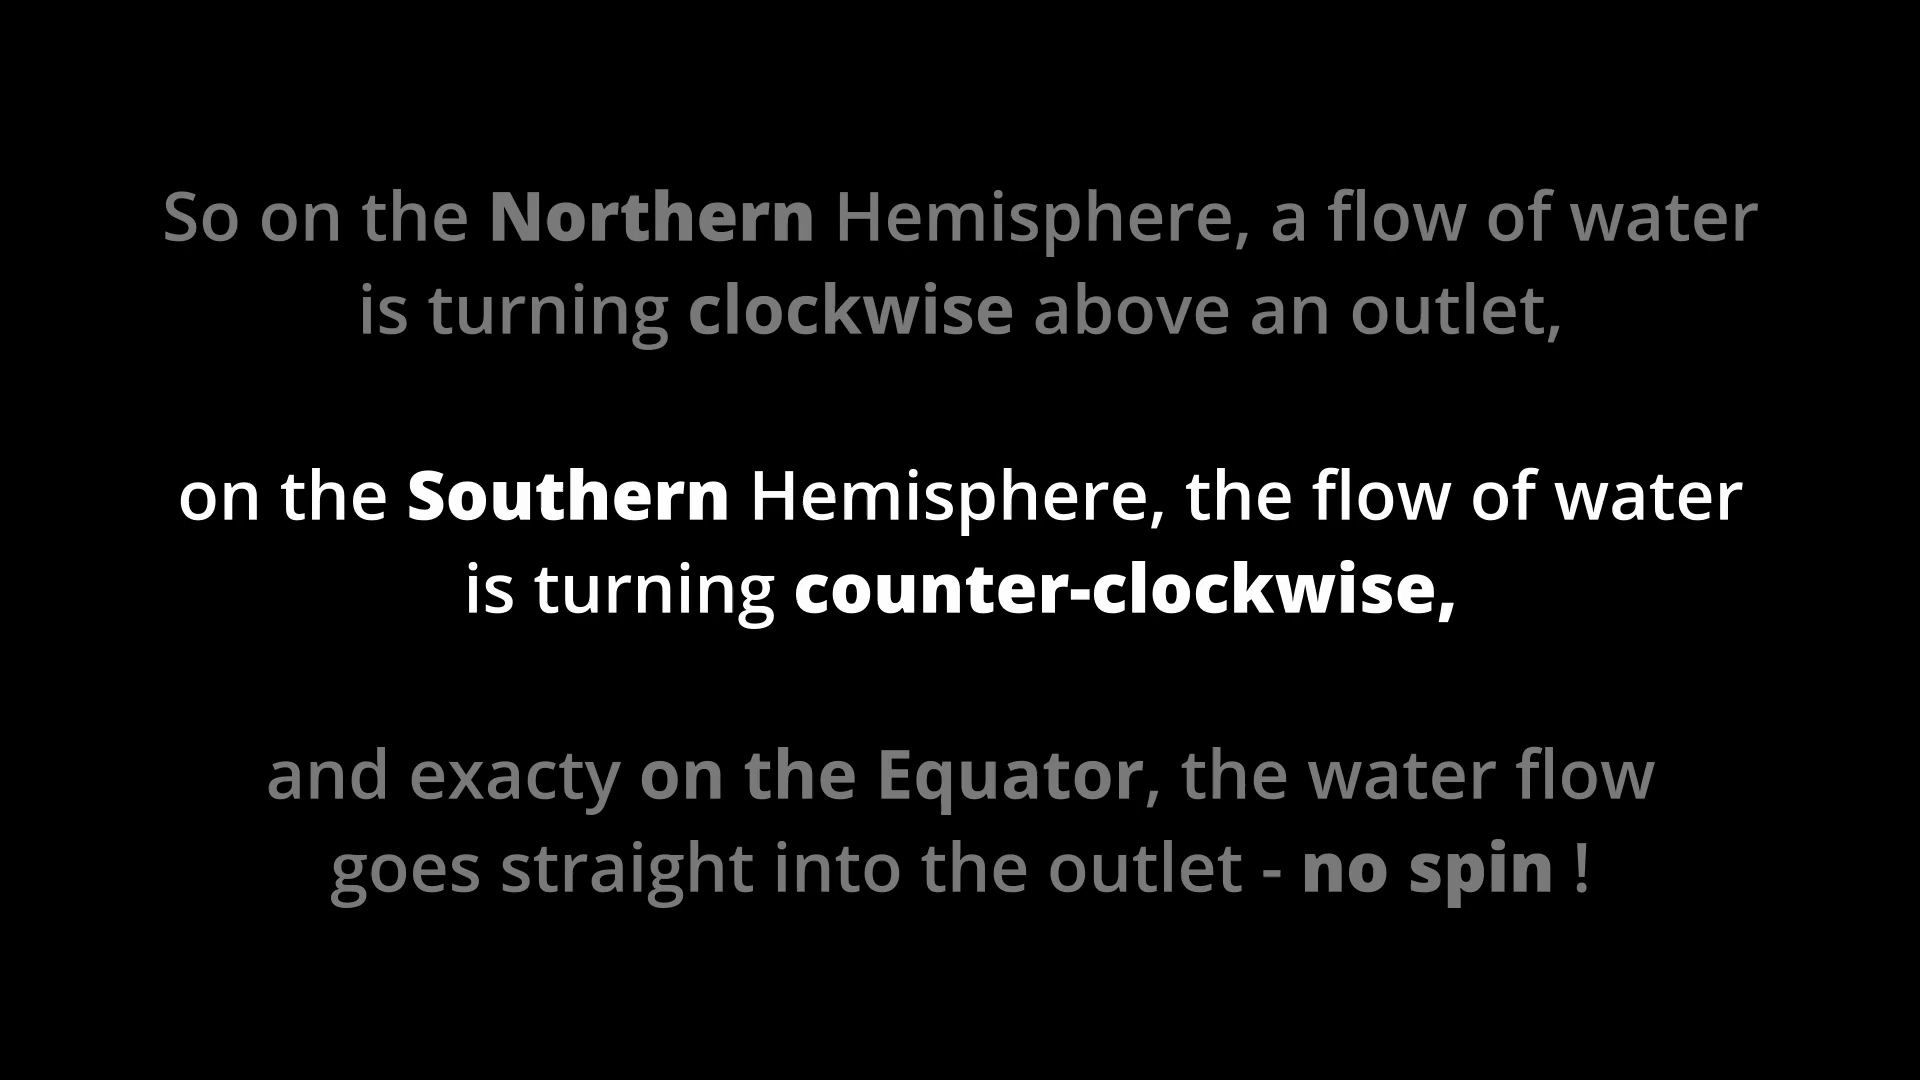 So on the Northern Hemisphere, a flow of water
is turning clockwise above an outlet,
on the Southern Hemisphere, the flow of water
is turning counter-clockwise,
and exacty on the Equator, the water flow
goes straight into the outlet - no spin !